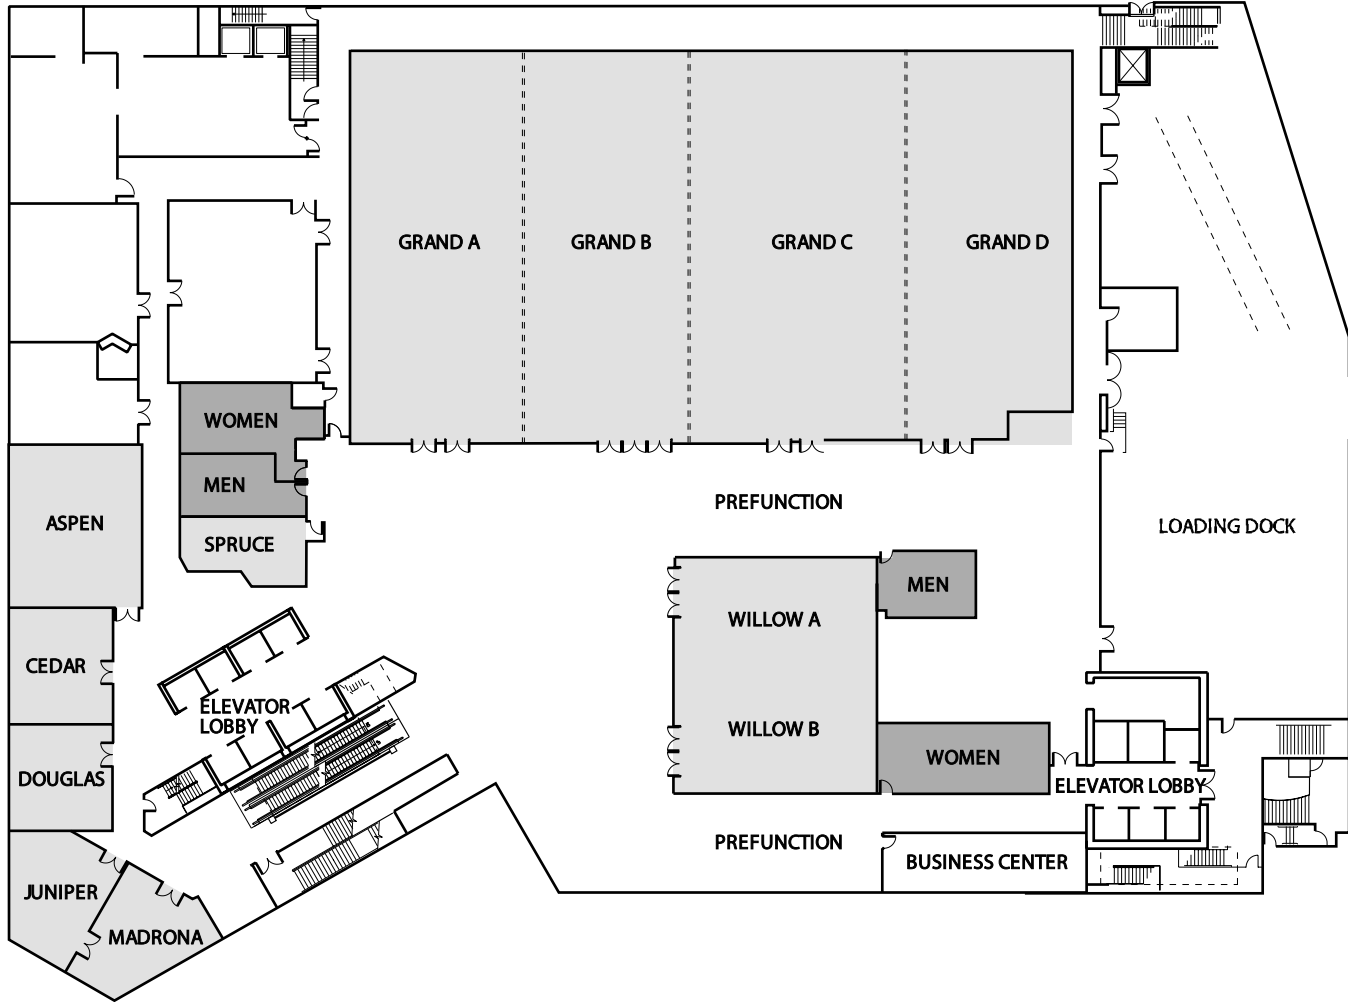 GRAND A
GRAND B
GRAND C
GRAND D
WOMEN
MEN
SPRUCE
ASPEN
PREFUNCTION
LOADING DOCK
MEN
WILLOW A
CEDAR
ELEVATOR
LOBBY
WILLOW B
WOMEN
DOUGLAS
ELEVATOR LOBBY
PREFUNCTION
BUSINESS CENTER
JUNIPER
MADRONA